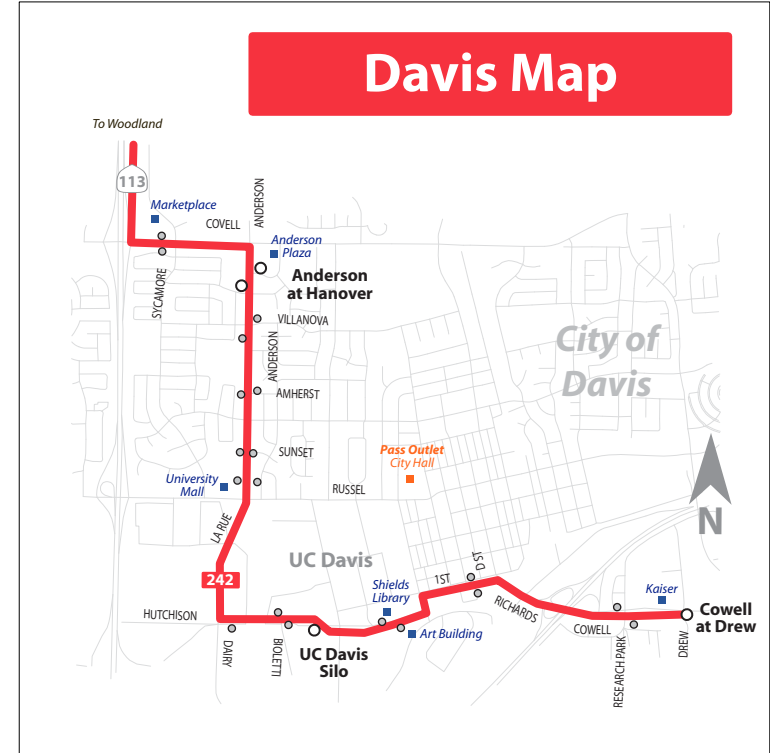 Davis Map
To Woodland
113
Marketplace
COVELL
ANDERSON
Anderson
Plaza
Anderson
at Hanover
SYCAMORE
VILLANOVA
ANDERSON
City of
Davis
AMHERST
SUNSET
Pass Outlet
City Hall
University
Mall
RUSSEL
N
LA RUE
UC Davis
242
Shields
Library
1ST
D ST
RICHARDS
Kaiser
HUTCHISON
Cowell
at Drew
COWELL
Art Building
DAIRY
BIOLETTI
UC Davis
Silo
RESEARCH PARK
DREW